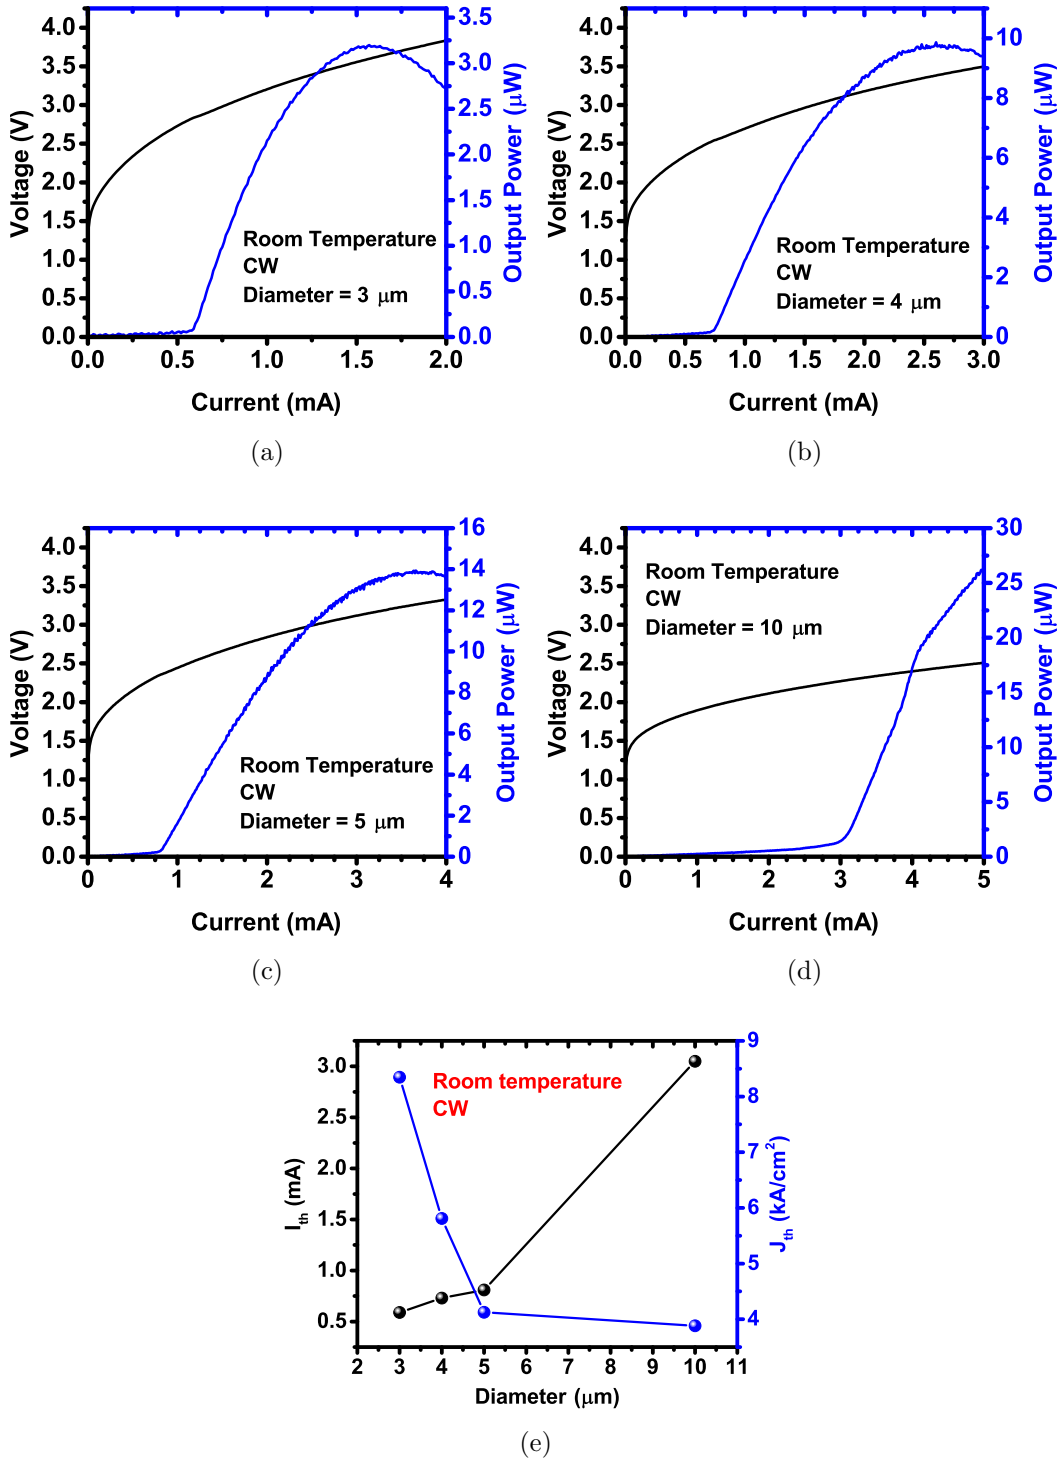 4.0
3.5
3.0
2.5
2.0
1.5
1.0
0.5
0.0
Voltage (V)
0.0 0.5 1.0 1.5 2.0
Current (mA)
3.5
3.0
2.5
2.0
1.5
1.0
0.5
0.0
Output Power (μW)
Room Temperature
CW
Diameter = 3 μm
(a)
4.0
3.5
3.0
2.5
2.0
1.5
1.0
0.5
0.0
Voltage (V)
0.0 0.5 1.0 1.5 2.0 2.5 3.0
Current (mA)
10
8
6
4
2
0
Output Power (μW)
Room Temperature
CW
Diameter = 4 μm
(b)
4.0
3.5
3.0
2.5
2.0
1.5
1.0
0.5
0.0
Voltage (V)
0 1 2 3 4
Current (mA)
16
14
12
10
8
6
4
2
0
Output Power (μW)
Room Temperature
CW
Diameter = 5 μm
(c)
4.0
3.5
3.0
2.5
2.0
1.5
1.0
0.5
0.0
Voltage (V)
0 1 2 3 4 5
Current (mA)
30
25
20
15
10
5
0
Output Power (μW)
Room Temperature
CW
Diameter = 10 μm
(d)
3.0
2.5
2.0
1.5
1.0
0.5
I_th (mA)
2 3 4 5 6 7 8 9 10 11
Diameter (μm)
9
8
7
6
5
4
J_th (kA/cm²)
Room temperature
CW
(e)